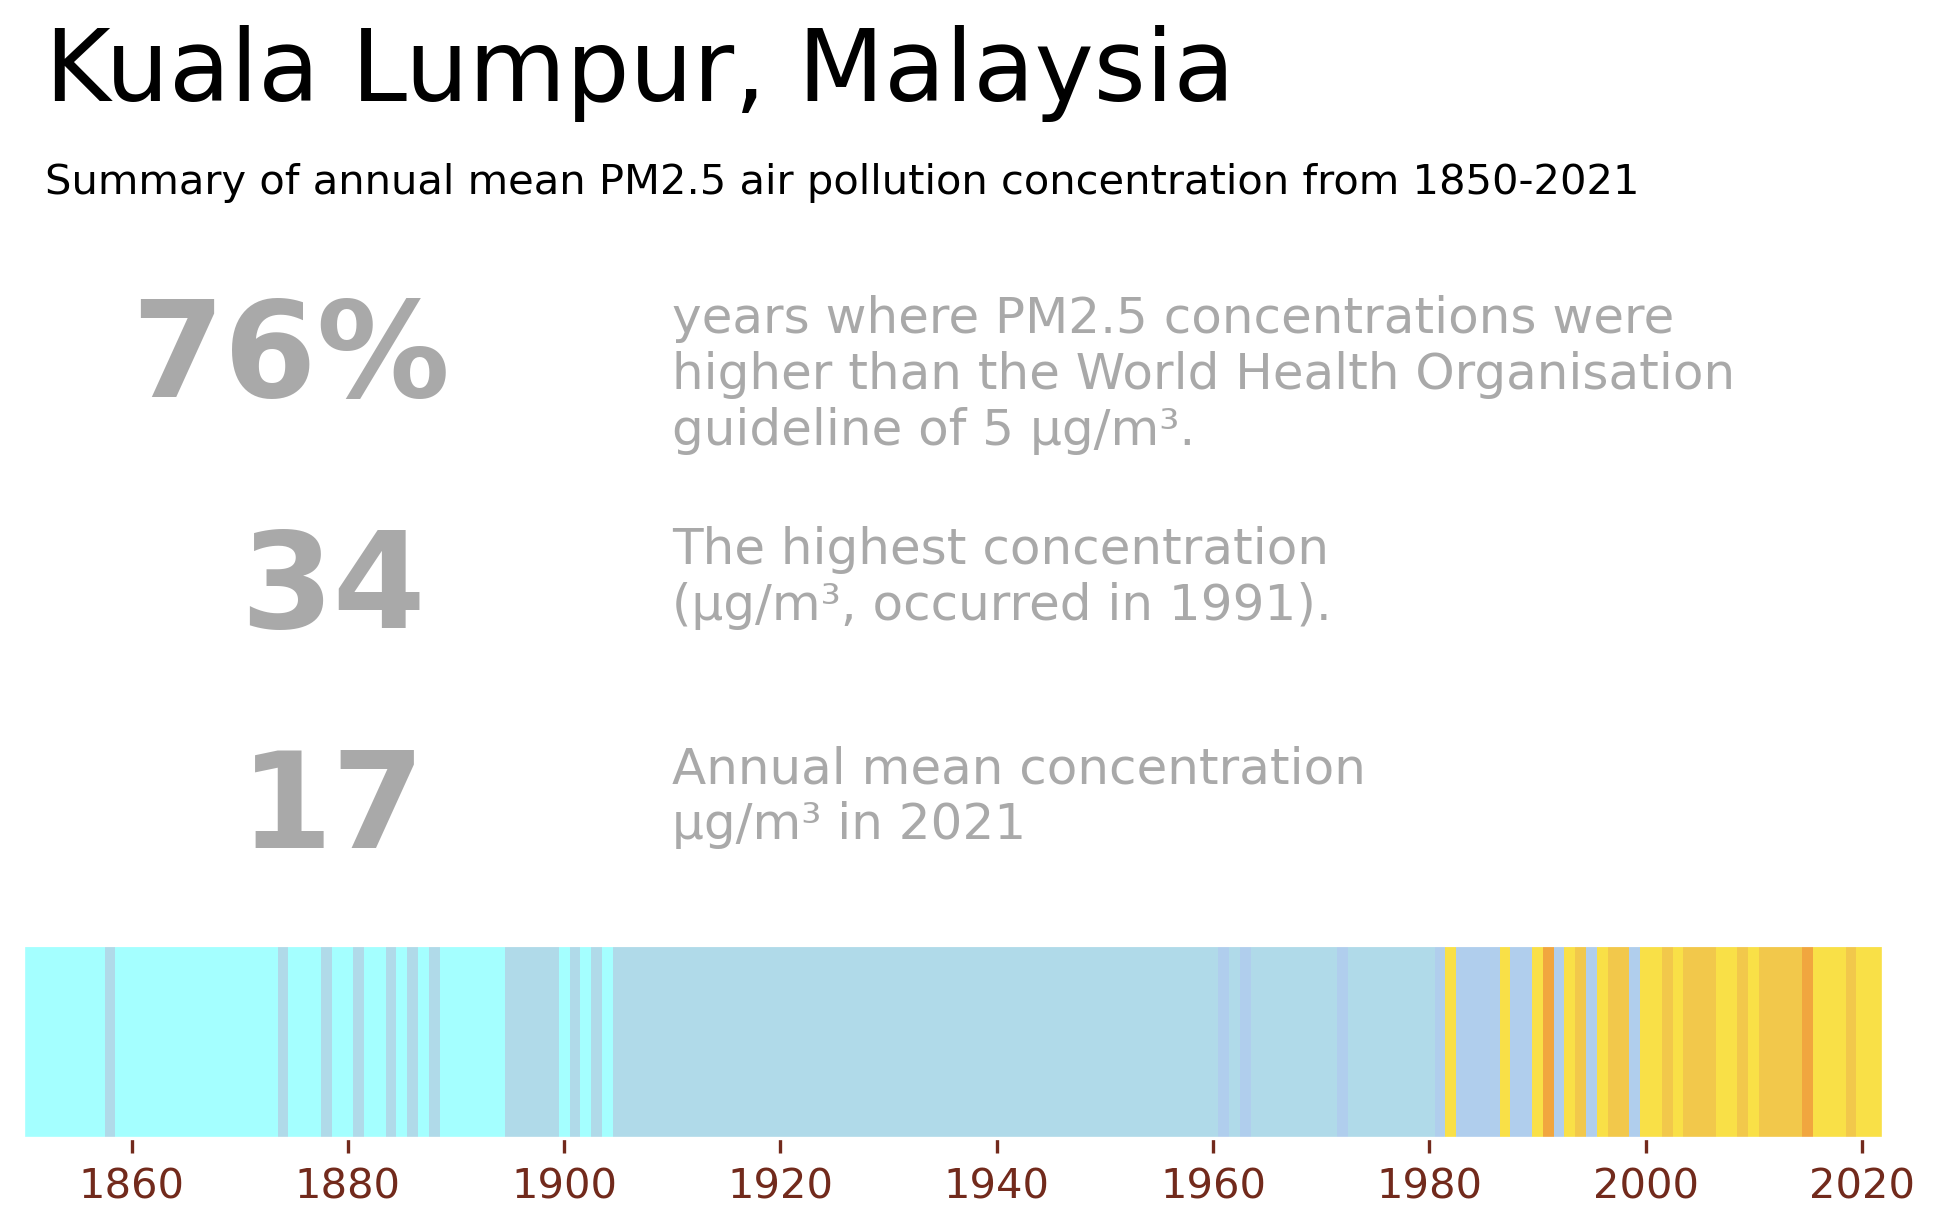 Kuala Lumpur, Malaysia
Summary of annual mean PM2.5 air pollution concentration from 1850-2021
76%
years where PM2.5 concentrations were
higher than the World Health Organisation
guideline of 5 µg/m³.
34
The highest concentration
(µg/m³, occurred in 1991).
17
Annual mean concentration
µg/m³ in 2021
1860 1880 1900 1920 1940 1960 1980 2000 2020